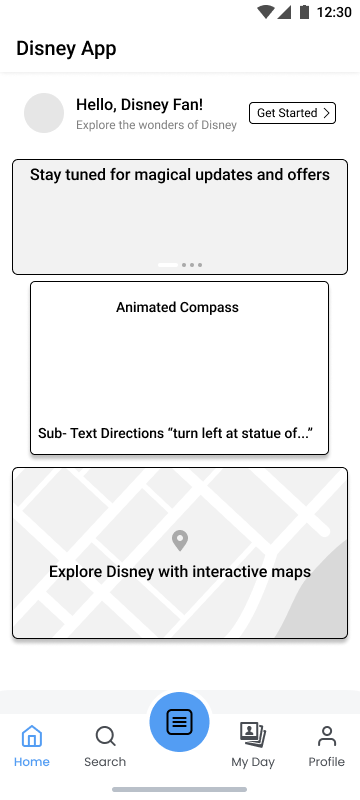 12:30
Disney App
Hello, Disney Fan!
Explore the wonders of Disney
Get Started
Stay tuned for magical updates and offers
Animated Compass
Sub- Text Directions “turn left at statue of...”
Explore Disney with interactive maps
Home
Search
My Day
Profile